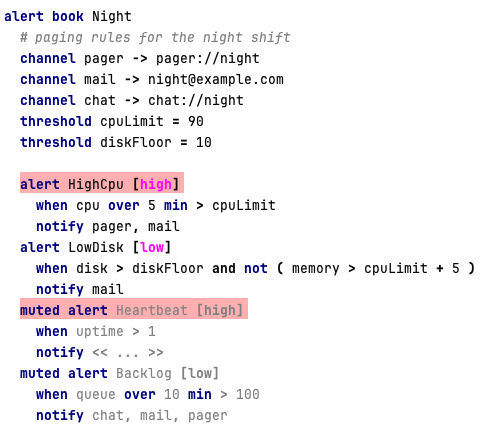 alert book Night
# paging rules for the night shift
channel pager -> pager://night
channel mail -> night@example.com
channel chat -> chat://night
threshold cpuLimit = 90
threshold diskFloor = 10
alert HighCpu [high]
when cpu over 5 min > cpuLimit
notify pager, mail
alert LowDisk [low]
when disk > diskFloor and not ( memory > cpuLimit + 5 )
notify mail
muted alert Heartbeat [high]
when uptime > 1
notify << ... >>
muted alert Backlog [low]
when queue over 10 min > 100
notify chat, mail, pager